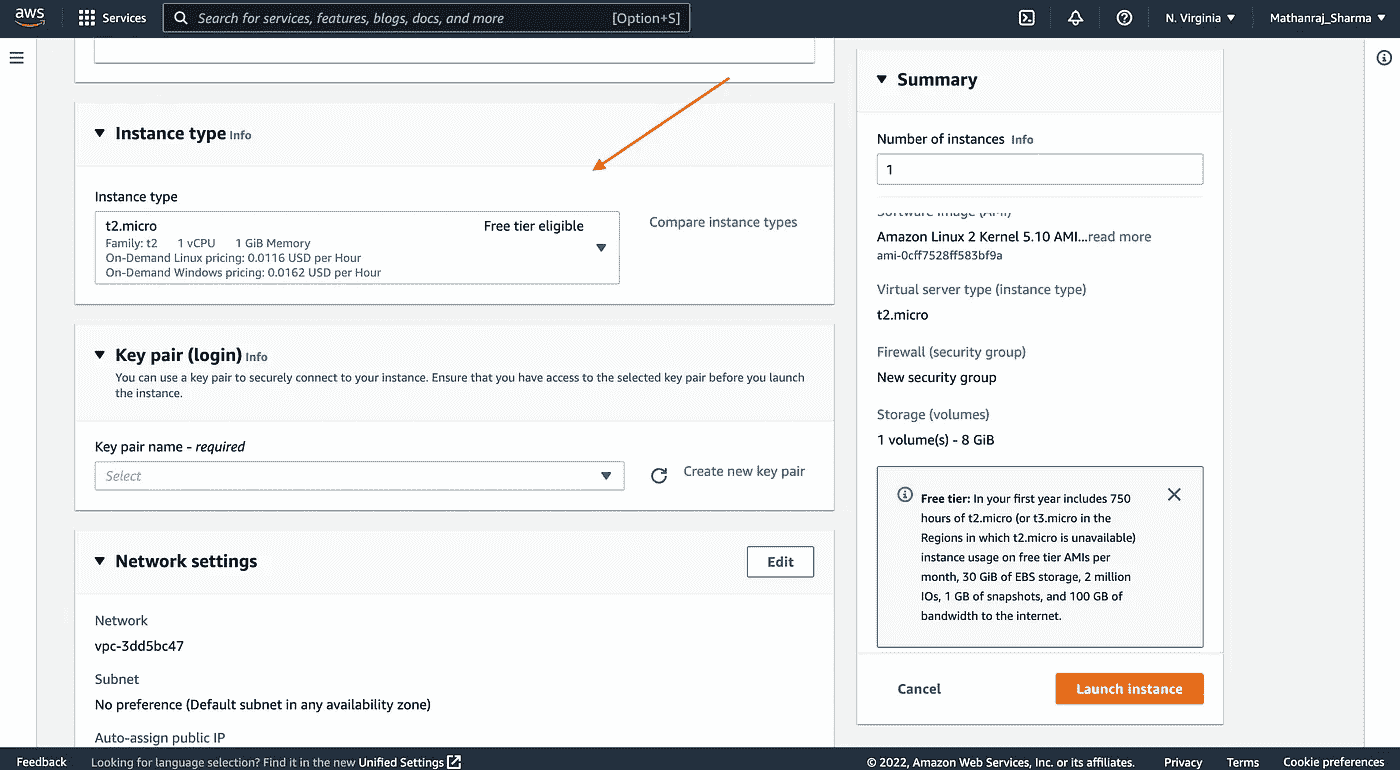 aws
Services
Search for services, features, blogs, docs, and more
[Option+S]
N. Virginia
Mathanraj_Sharma
Instance type Info
Instance type
t2.micro
Free tier eligible
Family: t2 1 vCPU 1 GiB Memory
On-Demand Linux pricing: 0.0116 USD per Hour
On-Demand Windows pricing: 0.0162 USD per Hour
Compare instance types
Key pair (login) Info
You can use a key pair to securely connect to your instance. Ensure that you have access to the selected key pair before you launch
the instance.
Key pair name - required
Select
Create new key pair
Network settings
Edit
Network
vpc-3dd5bc47
Subnet
No preference (Default subnet in any availability zone)
Auto-assign public IP
Summary
Number of instances Info
1
Software Image (AMI)
Amazon Linux 2 Kernel 5.10 AMI...read more
ami-0cff7528ff583bf9a
Virtual server type (instance type)
t2.micro
Firewall (security group)
New security group
Storage (volumes)
1 volume(s) - 8 GiB
Free tier: In your first year includes 750
hours of t2.micro (or t3.micro in the
Regions in which t2.micro is unavailable)
instance usage on free tier AMIs per
month, 30 GiB of EBS storage, 2 million
IOs, 1 GB of snapshots, and 100 GB of
bandwidth to the internet.
Cancel
Launch instance
Feedback
Looking for language selection? Find it in the new Unified Settings
© 2022, Amazon Web Services, Inc. or its affiliates.
Privacy
Terms
Cookie preferences